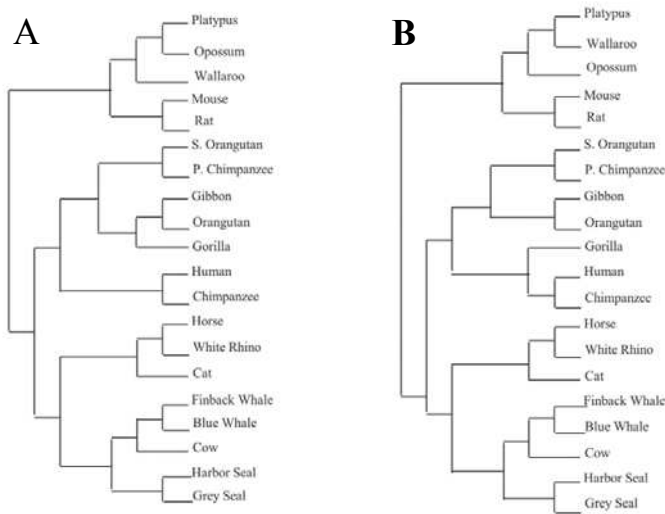 A
Platypus
Opossum
Wallaroo
Mouse
Rat
S. Orangutan
P. Chimpanzee
Gibbon
Orangutan
Gorilla
Human
Chimpanzee
Horse
White Rhino
Cat
Finback Whale
Blue Whale
Cow
Harbor Seal
Grey Seal
B
Platypus
Wallaroo
Opossum
Mouse
Rat
S. Orangutan
P. Chimpanzee
Gibbon
Orangutan
Gorilla
Human
Chimpanzee
Horse
White Rhino
Cat
Finback Whale
Blue Whale
Cow
Harbor Seal
Grey Seal